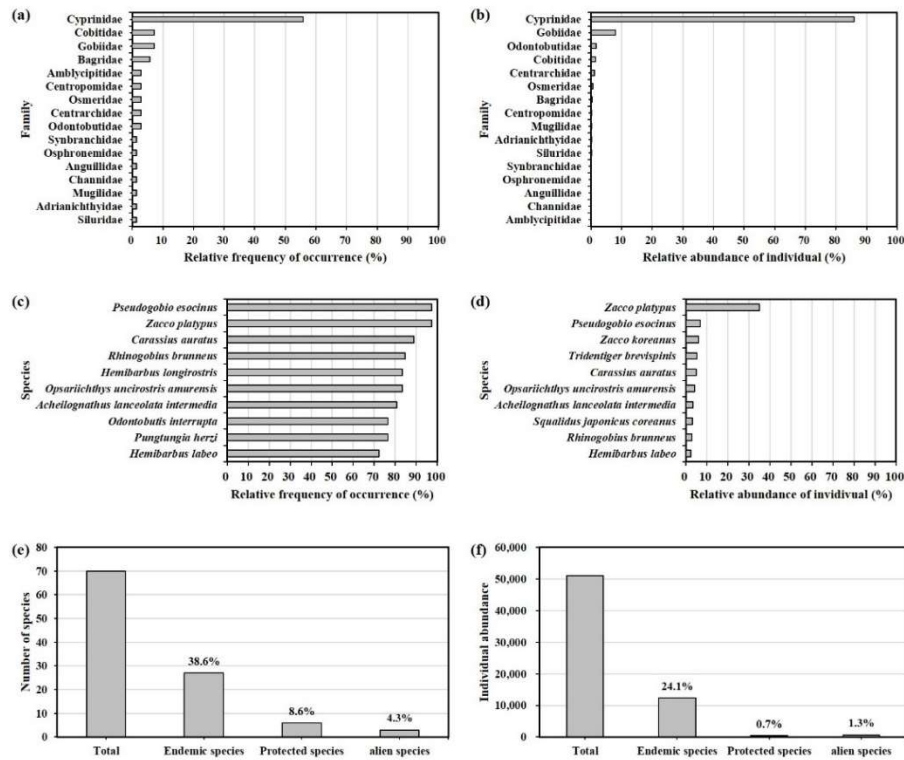 (a)
Family
Cyprinidae
Cobitidae
Gobiidae
Bagridae
Amblycipitidae
Centropomidae
Osmeridae
Centrarchidae
Odontobutidae
Synbranchidae
Osphronemidae
Anguillidae
Channidae
Mugilidae
Adrianichthyidae
Siluridae
0 10 20 30 40 50 60 70 80 90 100
Relative frequency of occurrence (%)
(b)
Family
Cyprinidae
Gobiidae
Odontobutidae
Cobitidae
Centrarchidae
Osmeridae
Bagridae
Centropomidae
Mugilidae
Adrianichthyidae
Siluridae
Synbranchidae
Osphronemidae
Anguillidae
Channidae
Amblycipitidae
0 10 20 30 40 50 60 70 80 90 100
Relative abundance of individual (%)
(c)
Species
Pseudogobio esocinus
Zacco platypus
Carassius auratus
Rhinogobius brunneus
Hemibarbus longirostris
Opsariichthys uncirostris amurensis
Acheilognathus lanceolata intermedia
Odontobutis interrupta
Pungtungia herzi
Hemibarbus labeo
0 10 20 30 40 50 60 70 80 90 100
Relative frequency of occurrence (%)
(d)
Species
Zacco platypus
Pseudogobio esocinus
Zacco koreanus
Tridentiger brevispinis
Carassius auratus
Opsariichthys uncirostris amurensis
Acheilognathus lanceolata intermedia
Squalidus japonicus coreanus
Rhinogobius brunneus
Hemibarbus labeo
0 10 20 30 40 50 60 70 80 90 100
Relative abundance of invidivual (%)
(e)
Number of species
80
70
60
50
40
30
20
10
0
38.6%
8.6%
4.3%
Total Endemic species Protected species alien species
(f)
Individual abundance
60,000
50,000
40,000
30,000
20,000
10,000
0
24.1%
0.7%
1.3%
Total Endemic species Protected species alien species